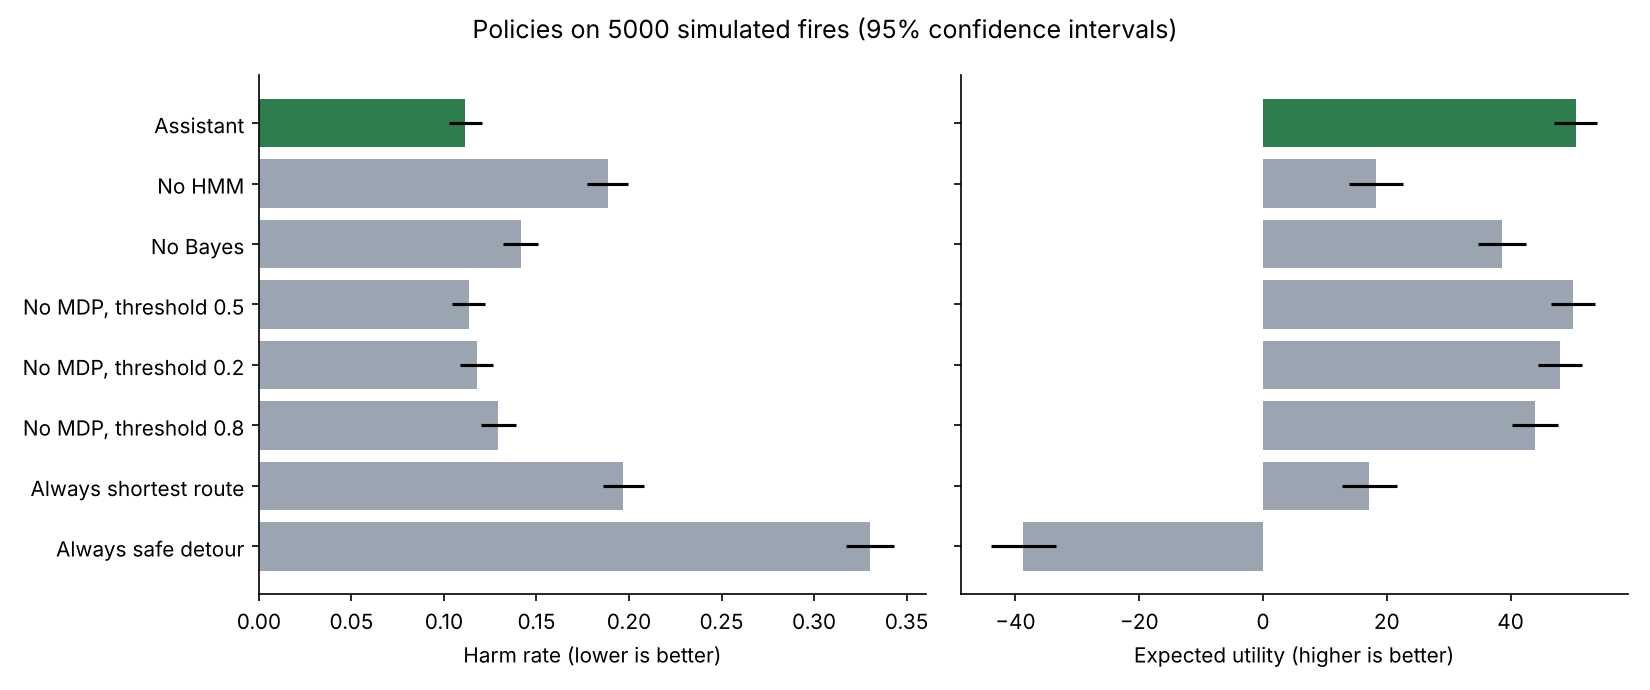 Policies on 5000 simulated fires (95% confidence intervals)
Assistant
No HMM
No Bayes
No MDP, threshold 0.5
No MDP, threshold 0.2
No MDP, threshold 0.8
Always shortest route
Always safe detour
0.00 0.05 0.10 0.15 0.20 0.25 0.30 0.35
Harm rate (lower is better)
−40 −20 0 20 40
Expected utility (higher is better)